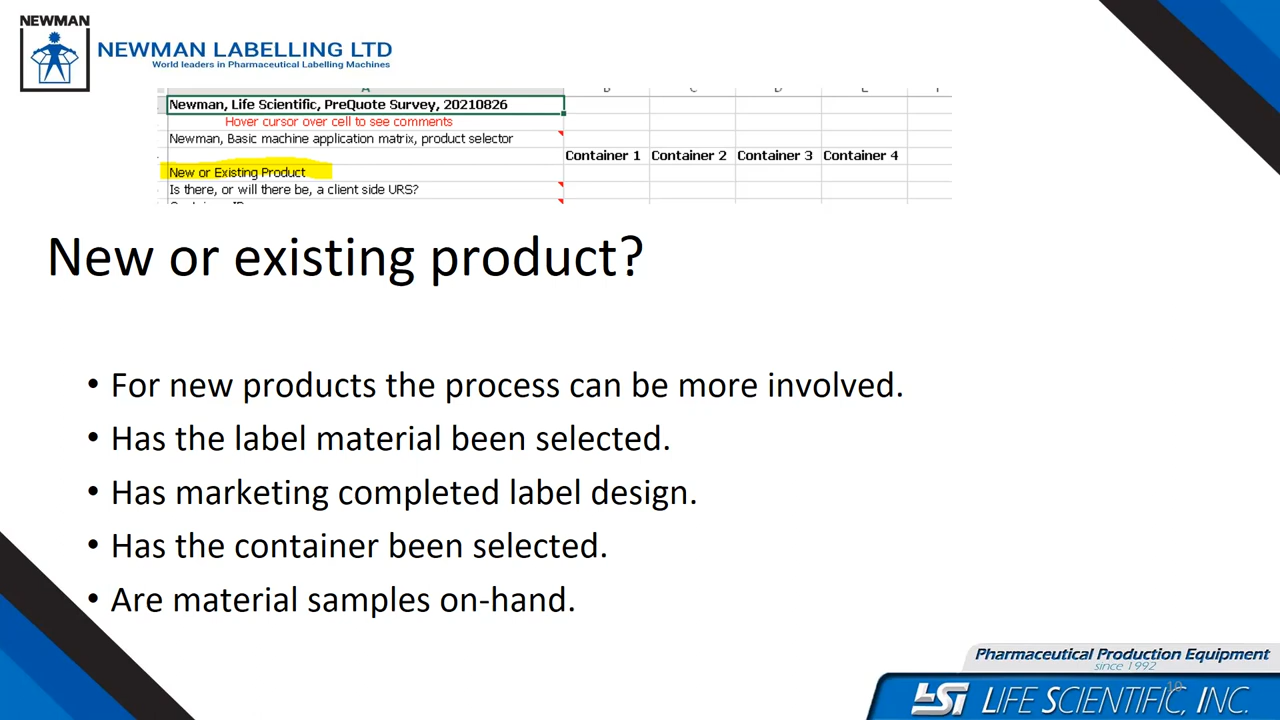 NEWMAN
NEWMAN LABELLING LTD
World leaders in Pharmaceutical Labelling Machines
Newman, Life Scientific, PreQuote Survey, 20210826
Hover cursor over cell to see comments
Newman, Basic machine application matrix, product selector
Container 1 Container 2 Container 3 Container 4
New or Existing Product
Is there, or will there be, a client side URS?
New or existing product?
• For new products the process can be more involved.
• Has the label material been selected.
• Has marketing completed label design.
• Has the container been selected.
• Are material samples on-hand.
Pharmaceutical Production Equipment
since 1992
LSI LIFE SCIENTIFIC, INC.
10